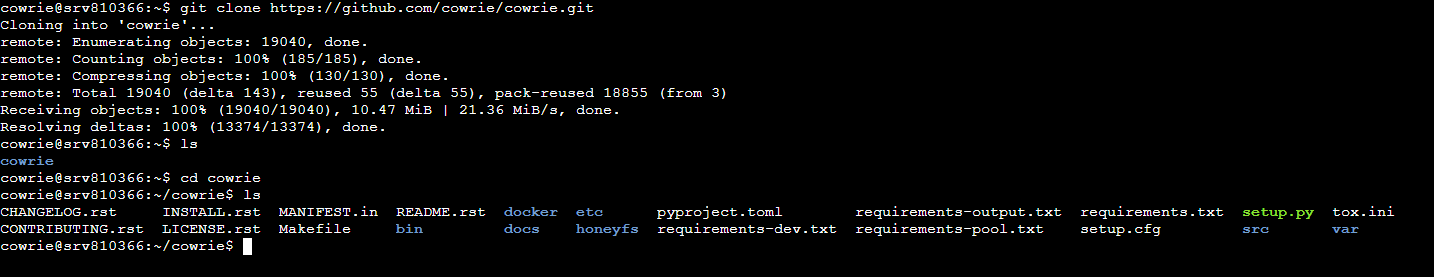 cowrie@srv810366:~$ git clone https://github.com/cowrie/cowrie.git
Cloning into 'cowrie'...
remote: Enumerating objects: 19040, done.
remote: Counting objects: 100% (185/185), done.
remote: Compressing objects: 100% (130/130), done.
remote: Total 19040 (delta 143), reused 55 (delta 55), pack-reused 18855 (from 3)
Receiving objects: 100% (19040/19040), 10.47 MiB | 21.36 MiB/s, done.
Resolving deltas: 100% (13374/13374), done.
cowrie@srv810366:~$ ls
cowrie
cowrie@srv810366:~$ cd cowrie
cowrie@srv810366:~/cowrie$ ls
CHANGELOG.rst     INSTALL.rst  MANIFEST.in  README.rst  docker  etc      pyproject.toml        requirements-output.txt  requirements.txt  setup.py  tox.ini
CONTRIBUTING.rst  LICENSE.rst  Makefile     bin         docs    honeyfs  requirements-dev.txt  requirements-pool.txt    setup.cfg         src       var
cowrie@srv810366:~/cowrie$